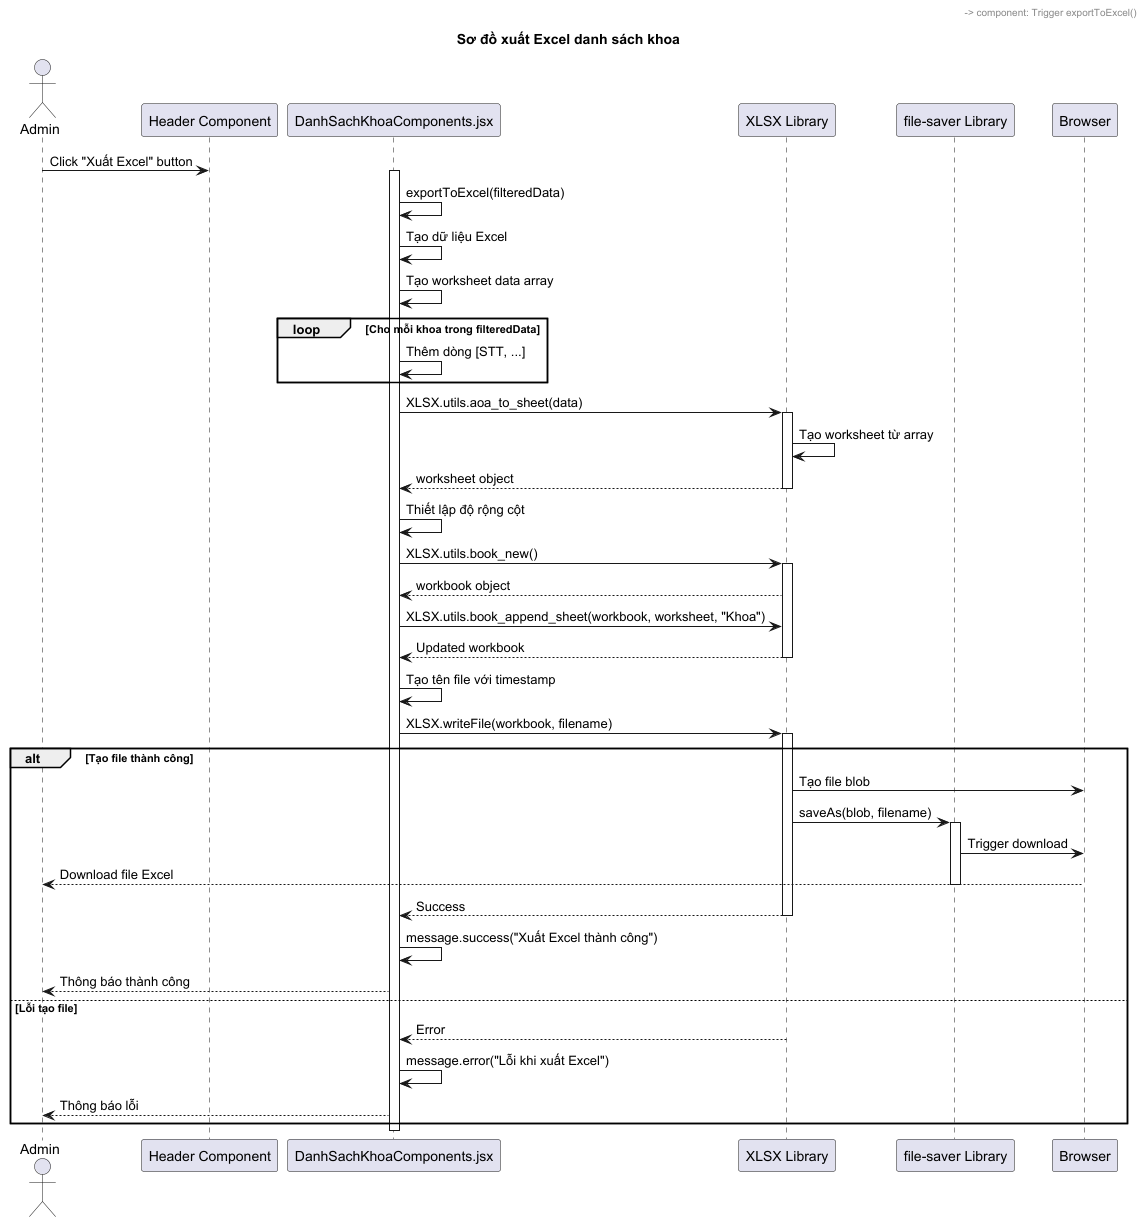 -> component: Trigger exportToExcel()
Sơ đồ xuất Excel danh sách khoa
Admin
Header Component
DanhSachKhoaComponents.jsx
XLSX Library
file-saver Library
Browser
Click "Xuất Excel" button
exportToExcel(filteredData)
Tạo dữ liệu Excel
Tạo worksheet data array
loop
[Cho mỗi khoa trong filteredData]
Thêm dòng [STT, ...]
XLSX.utils.aoa_to_sheet(data)
Tạo worksheet từ array
worksheet object
Thiết lập độ rộng cột
XLSX.utils.book_new()
workbook object
XLSX.utils.book_append_sheet(workbook, worksheet, "Khoa")
Updated workbook
Tạo tên file với timestamp
XLSX.writeFile(workbook, filename)
alt
[Tạo file thành công]
Tạo file blob
saveAs(blob, filename)
Trigger download
Download file Excel
Success
message.success("Xuất Excel thành công")
Thông báo thành công
[Lỗi tạo file]
Error
message.error("Lỗi khi xuất Excel")
Thông báo lỗi
Admin
Header Component
DanhSachKhoaComponents.jsx
XLSX Library
file-saver Library
Browser